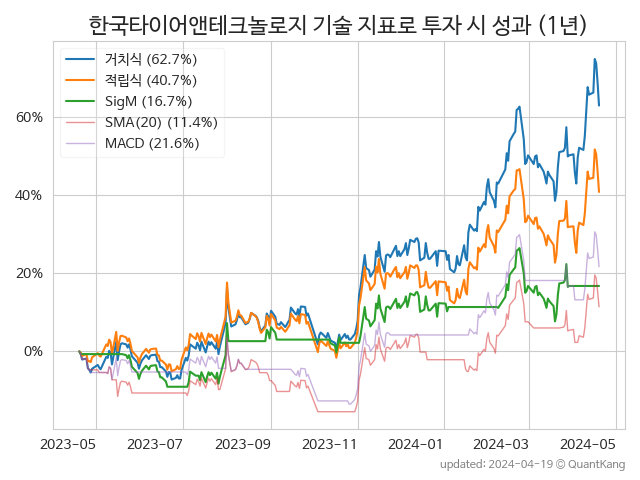 한국타이어앤테크놀로지 기술 지표로 투자 시 성과 (1년)
거치식 (62.7%)
적립식 (40.7%)
SigM (16.7%)
SMA(20) (11.4%)
MACD (21.6%)
60%
40%
20%
0%
2023-05 2023-07 2023-09 2023-11 2024-01 2024-03 2024-05
updated: 2024-04-19 © QuantKang